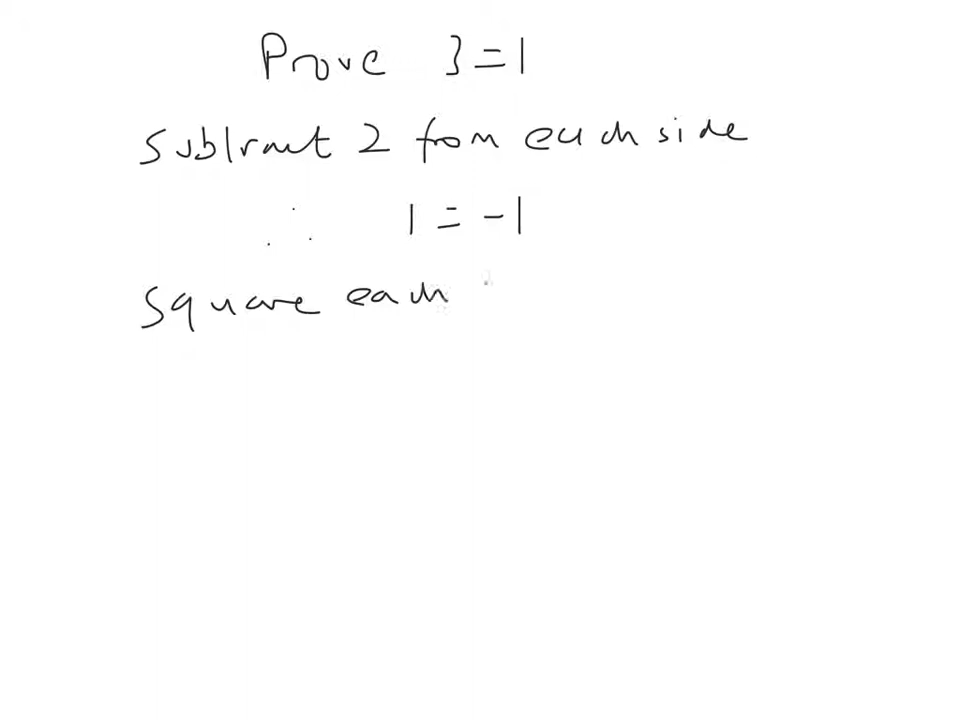 Prove 3=1
Subtract 2 from each side
∴ 1 = -1
Square each